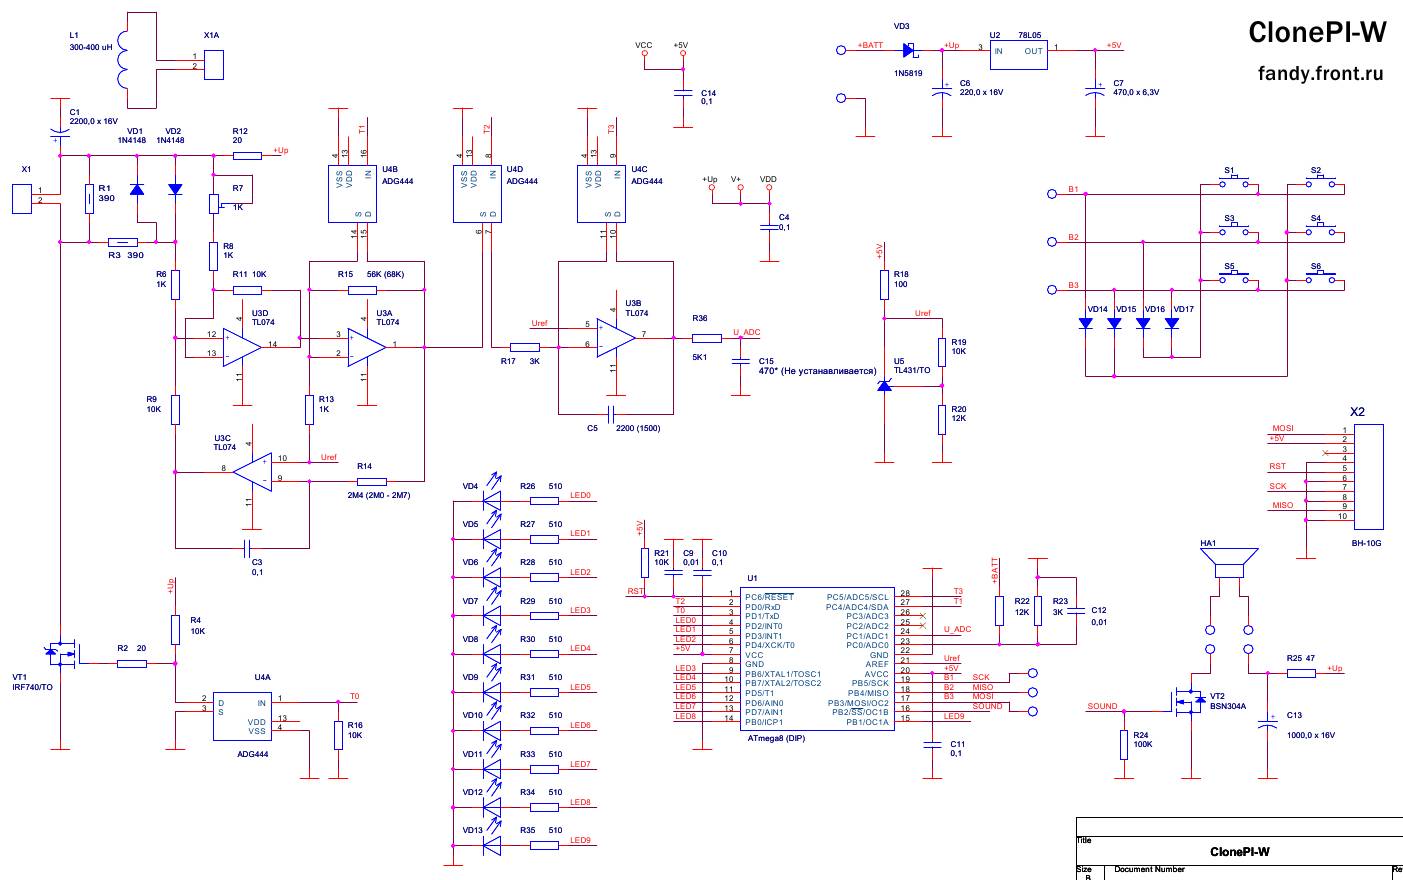 ClonePI-W
fandy.front.ru
L1
300-400 uH
X1A
1
2
C1
2200,0 x 16V
+
VD1
1N4148
VD2
1N4148
R12
20
+Up
X1
1
2
R1
390
R3 390
R7
1K
R8
1K
R6
1K
R11 10K
U3D
TL074
4
12
13
14
11
R15 56K (68K)
U3A
TL074
4
3
2
1
11
R9
10K
R13
1K
U3C
TL074
4
8
10
9
11
Uref
R14
2M4 (2M0 - 2M7)
C3
0,1
T1
4
13
16
VSS
VDD
IN
U4B
ADG444
S
D
14
15
T2
4
13
8
VSS
VDD
IN
U4D
ADG444
S
D
6
7
T3
4
13
9
VSS
VDD
IN
U4C
ADG444
S
D
11
10
R17 3K
Uref
5
6
U3B
TL074
4
7
11
C5 2200 (1500)
R36
5K1
U_ADC
C15
470* (Не устанавливается)
VCC +5V
C14
0,1
+Up V+ VDD
C4
0,1
VD3
+BATT
1N5819
+Up
U2 78L05
3 IN OUT 1
+5V
C6
220,0 x 16V
C7
470,0 x 6,3V
+5V
R18
100
Uref
R19
10K
U5
TL431/TO
R20
12K
B1
B2
B3
S1
S2
S3
S4
S5
S6
VD14 VD15 VD16 VD17
X2
MOSI 1
+5V 2
3
4
RST 5
6
SCK 7
8
MISO 9
10
BH-10G
+Up
R4
10K
R2 20
VT1
IRF740/TO
U4A
2 D IN 1
3 S
VDD 13
VSS 4
ADG444
T0
R16
10K
VD4 R26 510 LED0
VD5 R27 510 LED1
VD6 R28 510 LED2
VD7 R29 510 LED3
VD8 R30 510 LED4
VD9 R31 510 LED5
VD10 R32 510 LED6
VD11 R33 510 LED7
VD12 R34 510 LED8
VD13 R35 510 LED9
+5V
R21
10K
C9
0,01
C10
0,1
U1
RST 1 PC6/RESET PC5/ADC5/SCL 28 T3
T2 2 PD0/RxD PC4/ADC4/SDA 27 T1
T0 3 PD1/TxD PC3/ADC3 26
LED0 4 PD2/INT0 PC2/ADC2 25
LED1 5 PD3/INT1 PC1/ADC1 24 U_ADC
LED2 6 PD4/XCK/T0 PC0/ADC0 23
+5V 7 VCC GND 22
8 GND AREF 21 Uref
LED3 9 PB6/XTAL1/TOSC1 AVCC 20 +5V
LED4 10 PB7/XTAL2/TOSC2 PB5/SCK 19 B1 SCK
LED5 11 PD5/T1 PB4/MISO 18 B2 MISO
LED6 12 PD6/AIN0 PB3/MOSI/OC2 17 B3 MOSI
LED7 13 PD7/AIN1 PB2/SS/OC1B 16 SOUND
LED8 14 PB0/ICP1 PB1/OC1A 15 LED9
ATmega8 (DIP)
C11
0,1
+BATT
R22
12K
R23
3K
C12
0,01
HA1
R25 47
+Up
SOUND
VT2
BSN304A
R24
100K
C13
1000,0 x 16V
Title
ClonePI-W
Size Document Number
B